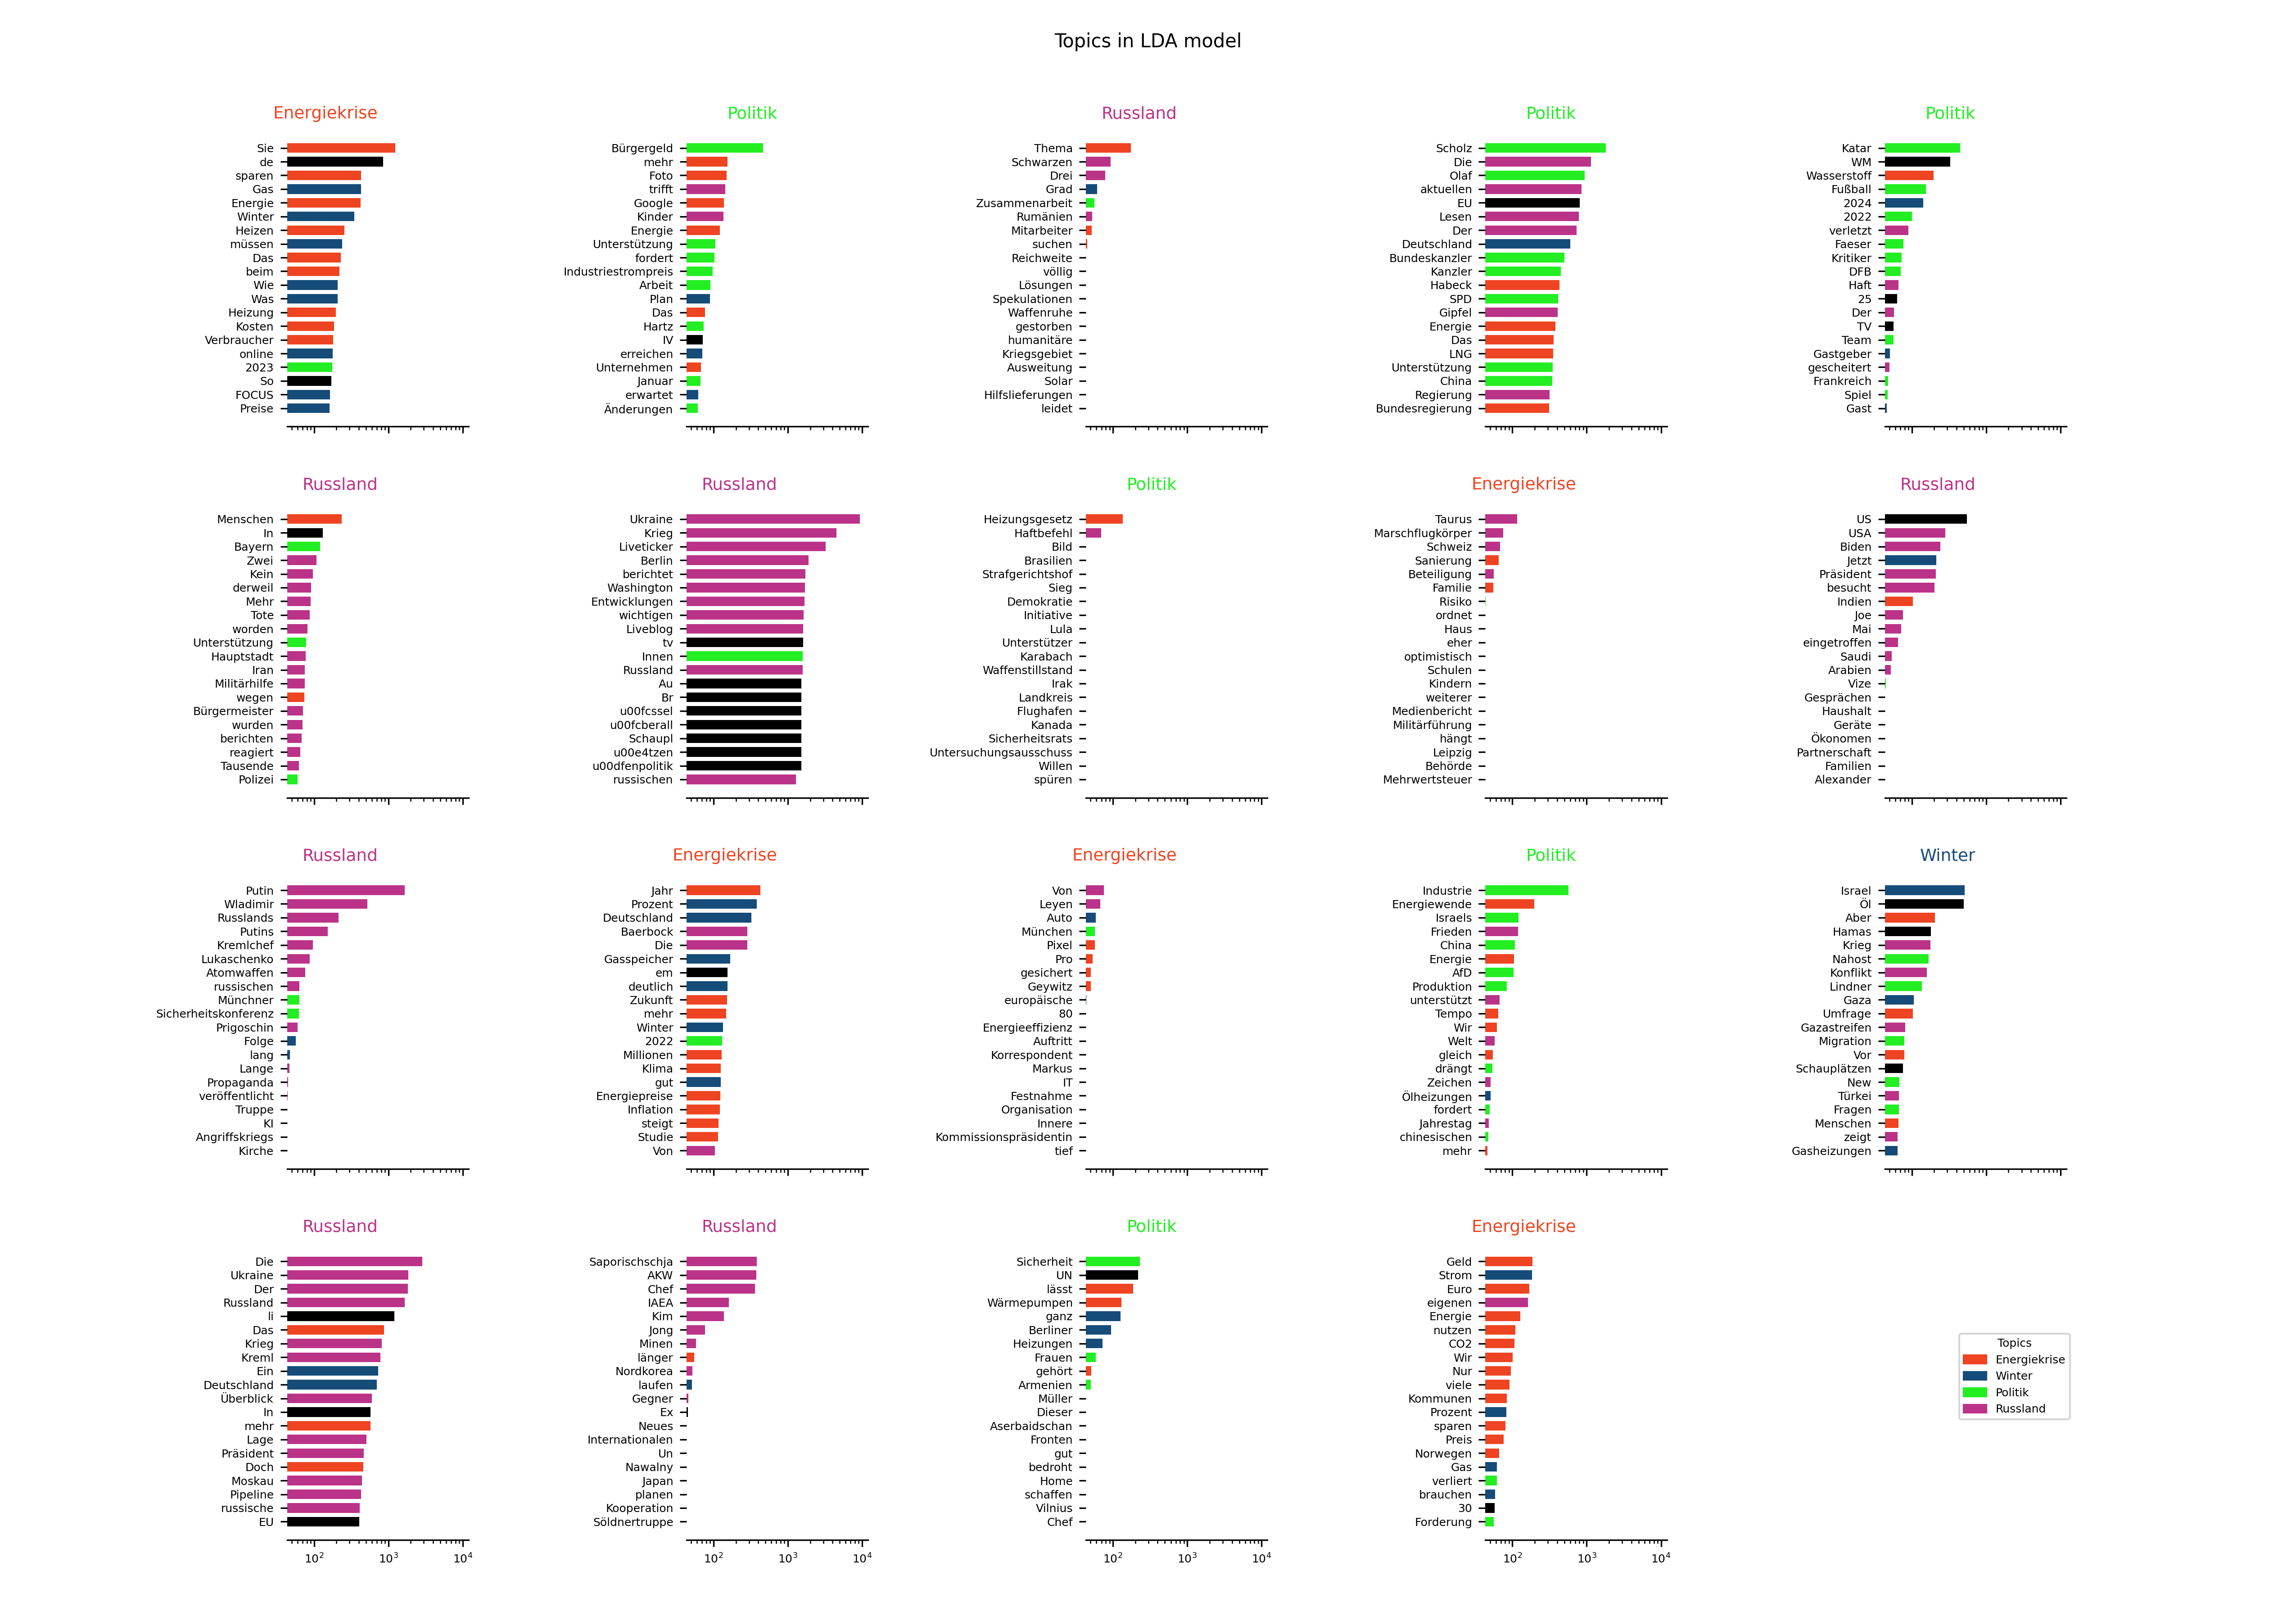 Topics in LDA model
Energiekrise
Sie
de
sparen
Gas
Energie
Winter
Heizen
müssen
Das
beim
Wie
Was
Heizung
Kosten
Verbraucher
online
2023
So
FOCUS
Preise
Politik
Bürgergeld
mehr
Foto
trifft
Google
Kinder
Energie
Unterstützung
fordert
Industriestrompreis
Arbeit
Plan
Das
Hartz
IV
erreichen
Unternehmen
Januar
erwartet
Änderungen
Russland
Thema
Schwarzen
Drei
Grad
Zusammenarbeit
Rumänien
Mitarbeiter
suchen
Reichweite
völlig
Lösungen
Spekulationen
Waffenruhe
gestorben
humanitäre
Kriegsgebiet
Ausweitung
Solar
Hilfslieferungen
leidet
Politik
Scholz
Die
Olaf
aktuellen
EU
Lesen
Der
Deutschland
Bundeskanzler
Kanzler
Habeck
SPD
Gipfel
Energie
Das
LNG
Unterstützung
China
Regierung
Bundesregierung
Politik
Katar
WM
Wasserstoff
Fußball
2024
2022
verletzt
Faeser
Kritiker
DFB
Haft
25
Der
TV
Team
Gastgeber
gescheitert
Frankreich
Spiel
Gast
Russland
Menschen
In
Bayern
Zwei
Kein
derweil
Mehr
Tote
worden
Unterstützung
Hauptstadt
Iran
Militärhilfe
wegen
Bürgermeister
wurden
berichten
reagiert
Tausende
Polizei
Russland
Ukraine
Krieg
Liveticker
Berlin
berichtet
Washington
Entwicklungen
wichtigen
Liveblog
tv
Innen
Russland
Au
Br
u00fcssel
u00fcberall
Schaupl
u00e4tzen
u00dfenpolitik
russischen
Politik
Heizungsgesetz
Haftbefehl
Bild
Brasilien
Strafgerichtshof
Sieg
Demokratie
Initiative
Lula
Unterstützer
Karabach
Waffenstillstand
Irak
Landkreis
Flughafen
Kanada
Sicherheitsrats
Untersuchungsausschuss
Willen
spüren
Energiekrise
Taurus
Marschflugkörper
Schweiz
Sanierung
Beteiligung
Familie
Risiko
ordnet
Haus
eher
optimistisch
Schulen
Kindern
weiterer
Medienbericht
Militärführung
hängt
Leipzig
Behörde
Mehrwertsteuer
Russland
US
USA
Biden
Jetzt
Präsident
besucht
Indien
Joe
Mai
eingetroffen
Saudi
Arabien
Vize
Gesprächen
Haushalt
Geräte
Ökonomen
Partnerschaft
Familien
Alexander
Russland
Putin
Wladimir
Russlands
Putins
Kremlchef
Lukaschenko
Atomwaffen
russischen
Münchner
Sicherheitskonferenz
Prigoschin
Folge
lang
Lange
Propaganda
veröffentlicht
Truppe
KI
Angriffskriegs
Kirche
Energiekrise
Jahr
Prozent
Deutschland
Baerbock
Die
Gasspeicher
em
deutlich
Zukunft
mehr
Winter
2022
Millionen
Klima
gut
Energiepreise
Inflation
steigt
Studie
Von
Energiekrise
Von
Leyen
Auto
München
Pixel
Pro
gesichert
Geywitz
europäische
80
Energieeffizienz
Auftritt
Korrespondent
Markus
IT
Festnahme
Organisation
Innere
Kommissionspräsidentin
tief
Politik
Industrie
Energiewende
Israels
Frieden
China
Energie
AfD
Produktion
unterstützt
Tempo
Wir
Welt
gleich
drängt
Zeichen
Ölheizungen
fordert
Jahrestag
chinesischen
mehr
Winter
Israel
Öl
Aber
Hamas
Krieg
Nahost
Konflikt
Lindner
Gaza
Umfrage
Gazastreifen
Migration
Vor
Schauplätzen
New
Türkei
Fragen
Menschen
zeigt
Gasheizungen
Russland
Die
Ukraine
Der
Russland
li
Das
Krieg
Kreml
Ein
Deutschland
Überblick
In
mehr
Lage
Präsident
Doch
Moskau
Pipeline
russische
EU
10² 10³ 10⁴
Russland
Saporischschja
AKW
Chef
IAEA
Kim
Jong
Minen
länger
Nordkorea
laufen
Gegner
Ex
Neues
Internationalen
Un
Nawalny
Japan
planen
Kooperation
Söldnertruppe
10² 10³ 10⁴
Politik
Sicherheit
UN
lässt
Wärmepumpen
ganz
Berliner
Heizungen
Frauen
gehört
Armenien
Müller
Dieser
Aserbaidschan
Fronten
gut
bedroht
Home
schaffen
Vilnius
Chef
10² 10³ 10⁴
Energiekrise
Geld
Strom
Euro
eigenen
Energie
nutzen
CO2
Wir
Nur
viele
Kommunen
Prozent
sparen
Preis
Norwegen
Gas
verliert
brauchen
30
Forderung
10² 10³ 10⁴
Topics
Energiekrise
Winter
Politik
Russland